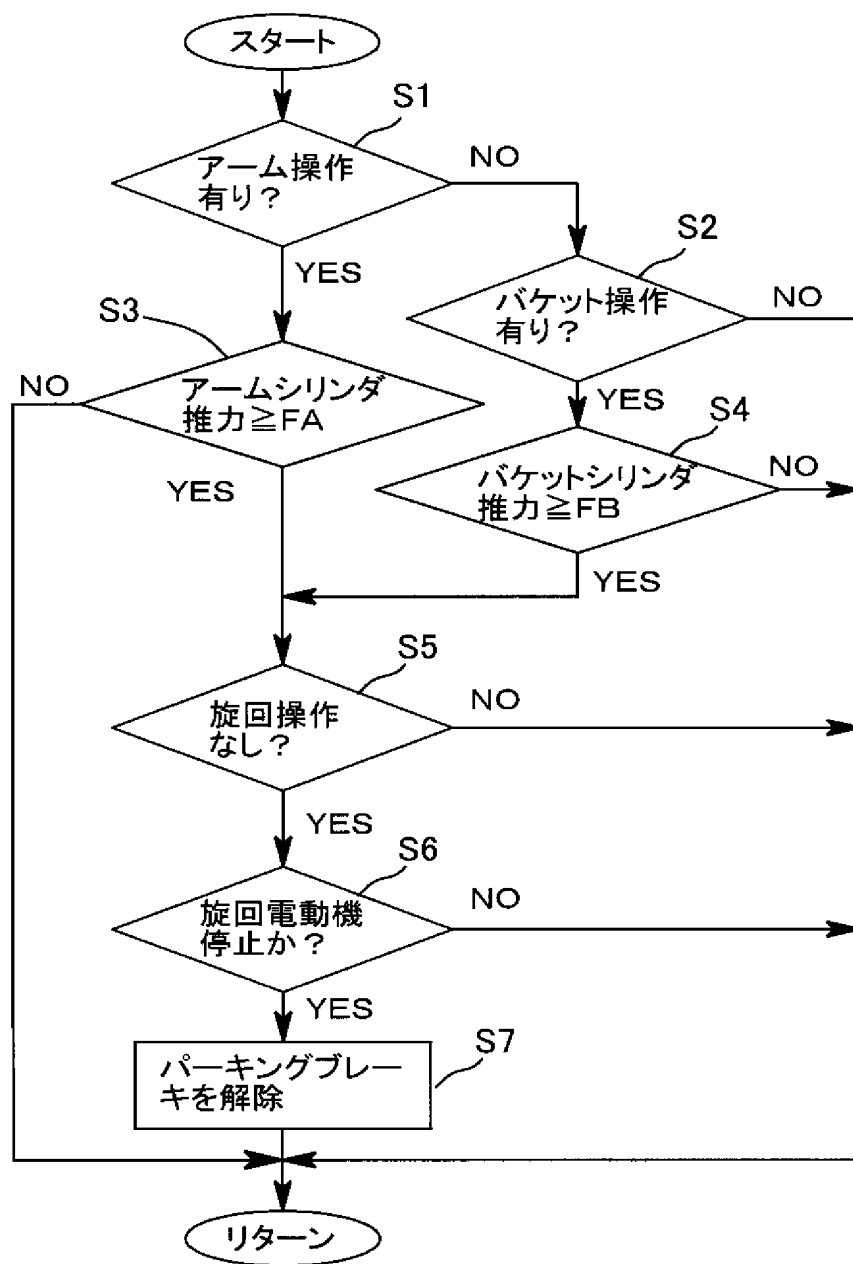 スタート
S1
アーム操作
有り？
NO
YES
S2
バケット操作
有り？
NO
YES
S3
アームシリンダ
推力≧FA
NO
YES
S4
バケットシリンダ
推力≧FB
NO
YES
S5
旋回操作
なし？
NO
YES
S6
旋回電動機
停止か？
NO
YES
S7
パーキングブレー
キを解除
リターン